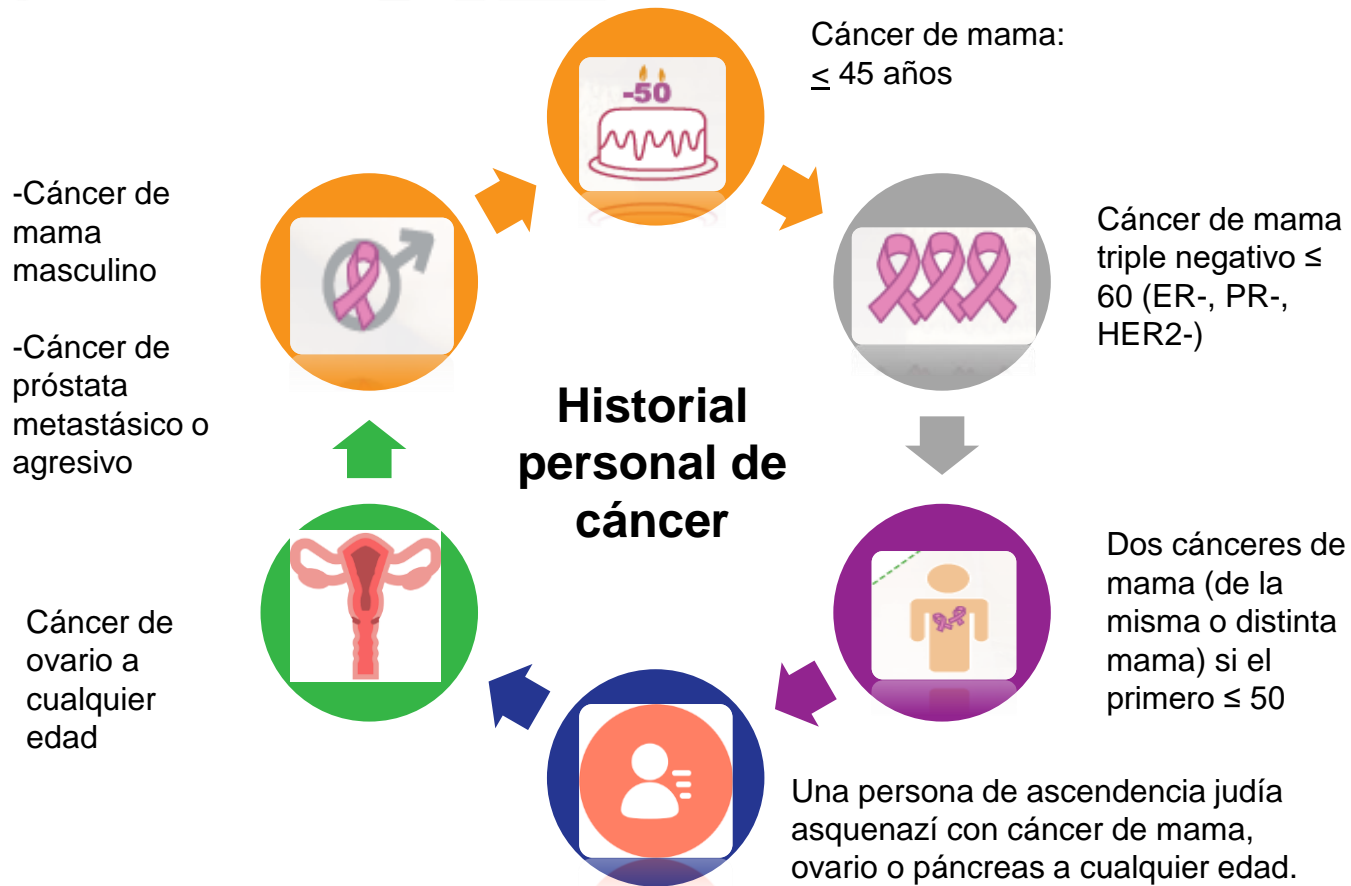 Cáncer de mama:
≤ 45 años
-50
Cáncer de mama
triple negativo ≤
60 (ER-, PR-,
HER2-)
Dos cánceres de
mama (de la
misma o distinta
mama) si el
primero ≤ 50
Una persona de ascendencia judía
asquenazí con cáncer de mama,
ovario o páncreas a cualquier edad.
Cáncer de
ovario a
cualquier
edad
-Cáncer de
mama
masculino
-Cáncer de
próstata
metastásico o
agresivo
Historial
personal de
cáncer